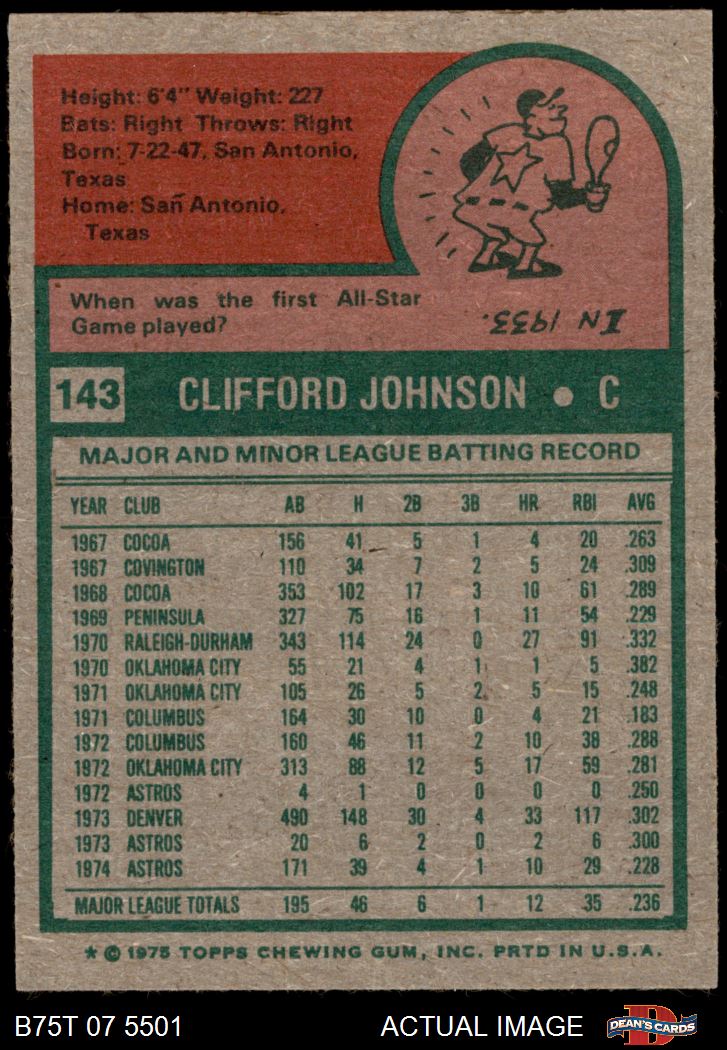 Height: 6'4" Weight: 227
Bats: Right Throws: Right
Born: 7-22-47, San Antonio,
Texas
Home: San Antonio,
Texas
When was the first All-Star
Game played?
IN 1933.
143 CLIFFORD JOHNSON • C
MAJOR AND MINOR LEAGUE BATTING RECORD
YEAR CLUB AB H 2B 3B HR RBI AVG
1967 COCOA 156 41 5 1 4 20 .263
1967 COVINGTON 110 34 7 2 5 24 .309
1968 COCOA 353 102 17 3 10 61 .289
1969 PENINSULA 327 75 16 1 11 54 .229
1970 RALEIGH-DURHAM 343 114 24 0 27 91 .332
1970 OKLAHOMA CITY 55 21 4 1 1 5 .382
1971 OKLAHOMA CITY 105 26 5 2 5 15 .248
1971 COLUMBUS 164 30 10 0 4 21 .183
1972 COLUMBUS 160 46 11 2 10 38 .288
1972 OKLAHOMA CITY 313 88 12 5 17 59 .281
1972 ASTROS 4 1 0 0 0 0 .250
1973 DENVER 490 148 30 4 33 117 .302
1973 ASTROS 20 6 2 0 2 6 .300
1974 ASTROS 171 39 4 1 10 29 .228
MAJOR LEAGUE TOTALS 195 46 6 1 12 35 .236
* © 1975 TOPPS CHEWING GUM, INC. PRTD IN U.S.A.
B75T 07 5501 ACTUAL IMAGE D DEAN'S CARDS